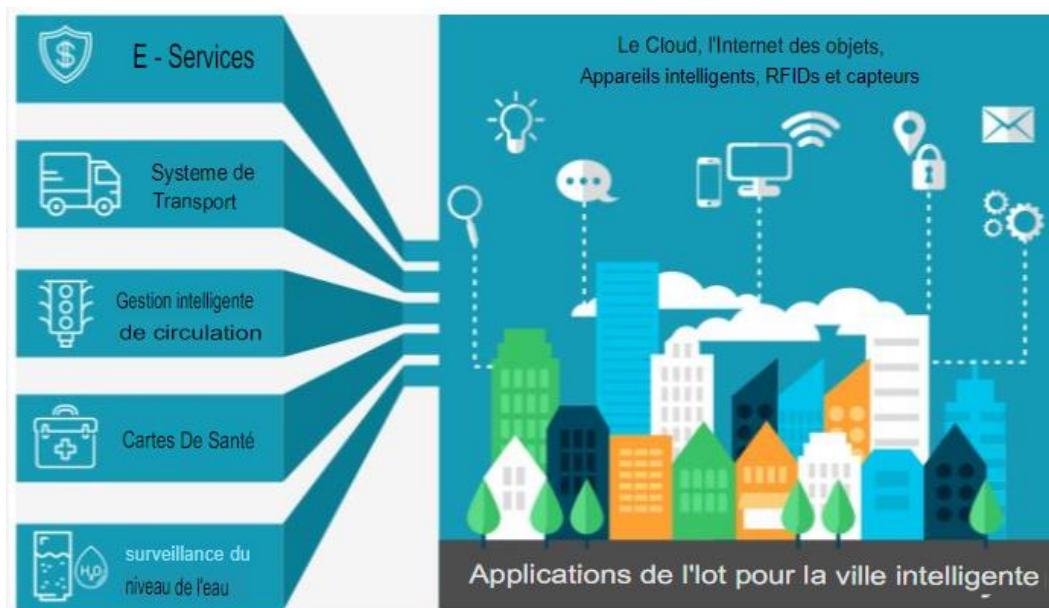 E - Services
Systeme de
Transport
Gestion intelligente
de circulation
Cartes De Santé
surveillance du
niveau de l'eau
H₂O
Le Cloud, l'Internet des objets,
Appareils intelligents, RFIDs et capteurs
Applications de l'Iot pour la ville intelligente